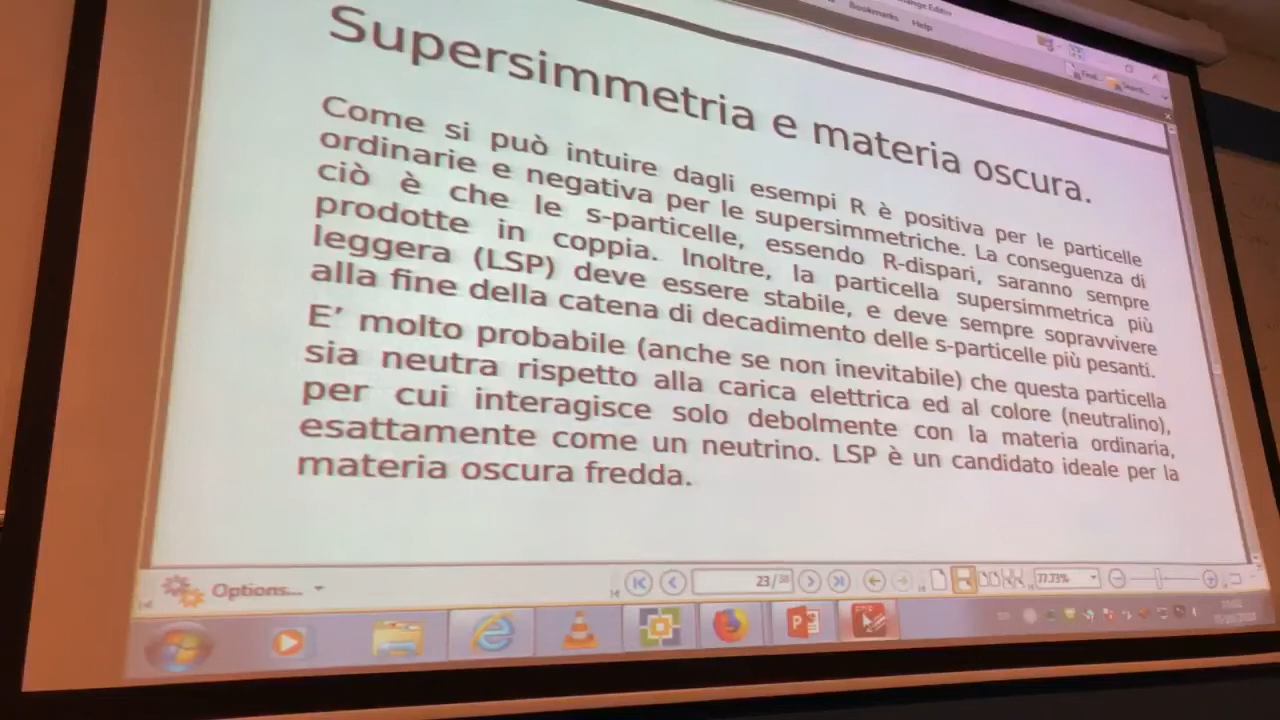 Bookmarks Help
Find...
Search...
Supersimmetria e materia oscura.
Come si può intuire dagli esempi R è positiva per le particelle
ordinarie e negativa per le supersimmetriche. La conseguenza di
ciò è che le s-particelle, essendo R-dispari, saranno sempre
prodotte in coppia. Inoltre, la particella supersimmetrica più
leggera (LSP) deve essere stabile, e deve sempre sopravvivere
alla fine della catena di decadimento delle s-particelle più pesanti.
E’ molto probabile (anche se non inevitabile) che questa particella
sia neutra rispetto alla carica elettrica ed al colore (neutralino),
per cui interagisce solo debolmente con la materia ordinaria,
esattamente come un neutrino. LSP è un candidato ideale per la
materia oscura fredda.
Options...
23/
77.73%